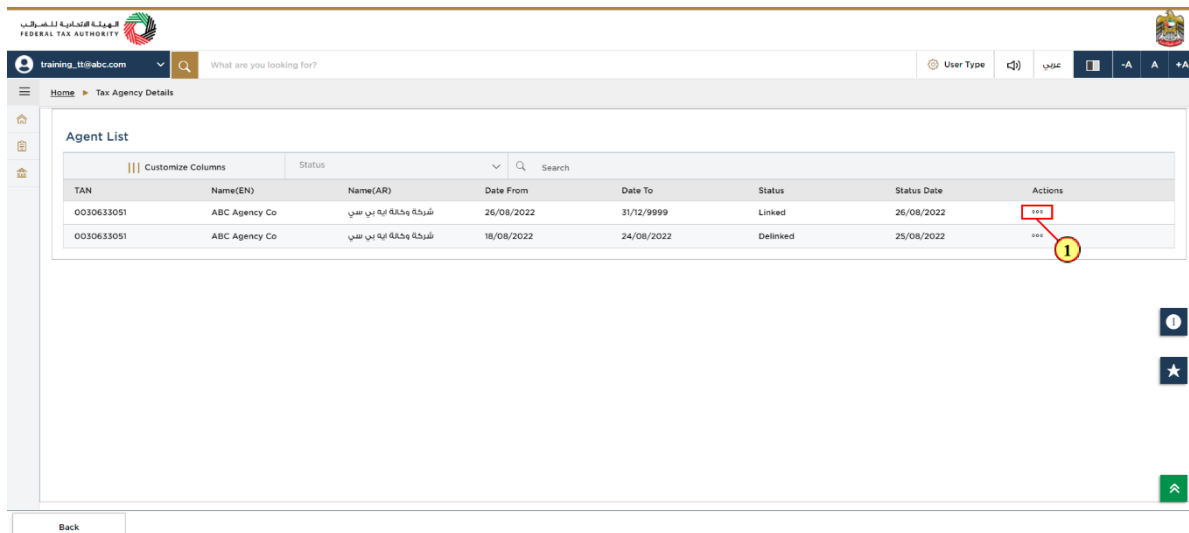 الهيئة الاتحادية للضرائب
FEDERAL TAX AUTHORITY
training_tt@abc.com What are you looking for? User Type عربي -A A +A
Home Tax Agency Details
Agent List
Customize Columns Status Search
TAN Name(EN) Name(AR) Date From Date To Status Status Date Actions
0030633051 ABC Agency Co شركة وكالة ايه بي سي 26/08/2022 31/12/9999 Linked 26/08/2022
0030633051 ABC Agency Co شركة وكالة ايه بي سي 18/08/2022 24/08/2022 Delinked 25/08/2022
1
Back